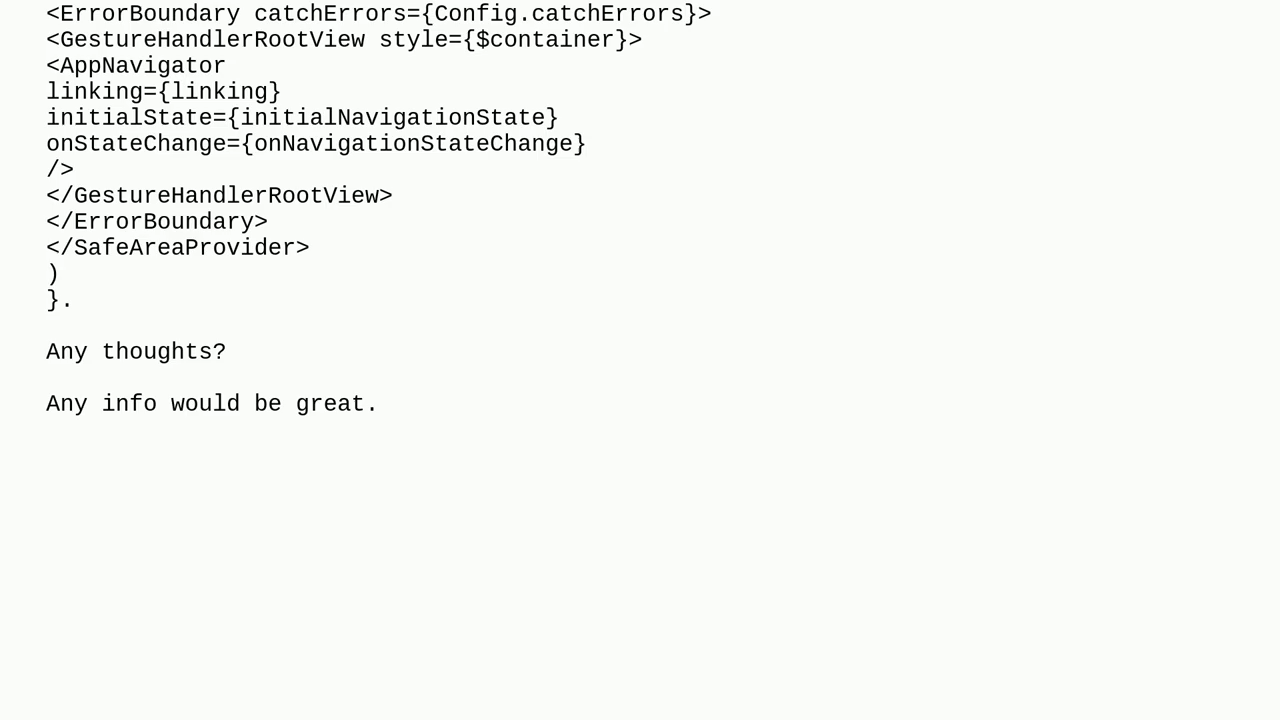 <ErrorBoundary catchErrors={Config.catchErrors}>
<GestureHandlerRootView style={$container}>
<AppNavigator
linking={linking}
initialState={initialNavigationState}
onStateChange={onNavigationStateChange}
/>
</GestureHandlerRootView>
</ErrorBoundary>
</SafeAreaProvider>
)
}.
Any thoughts?
Any info would be great.